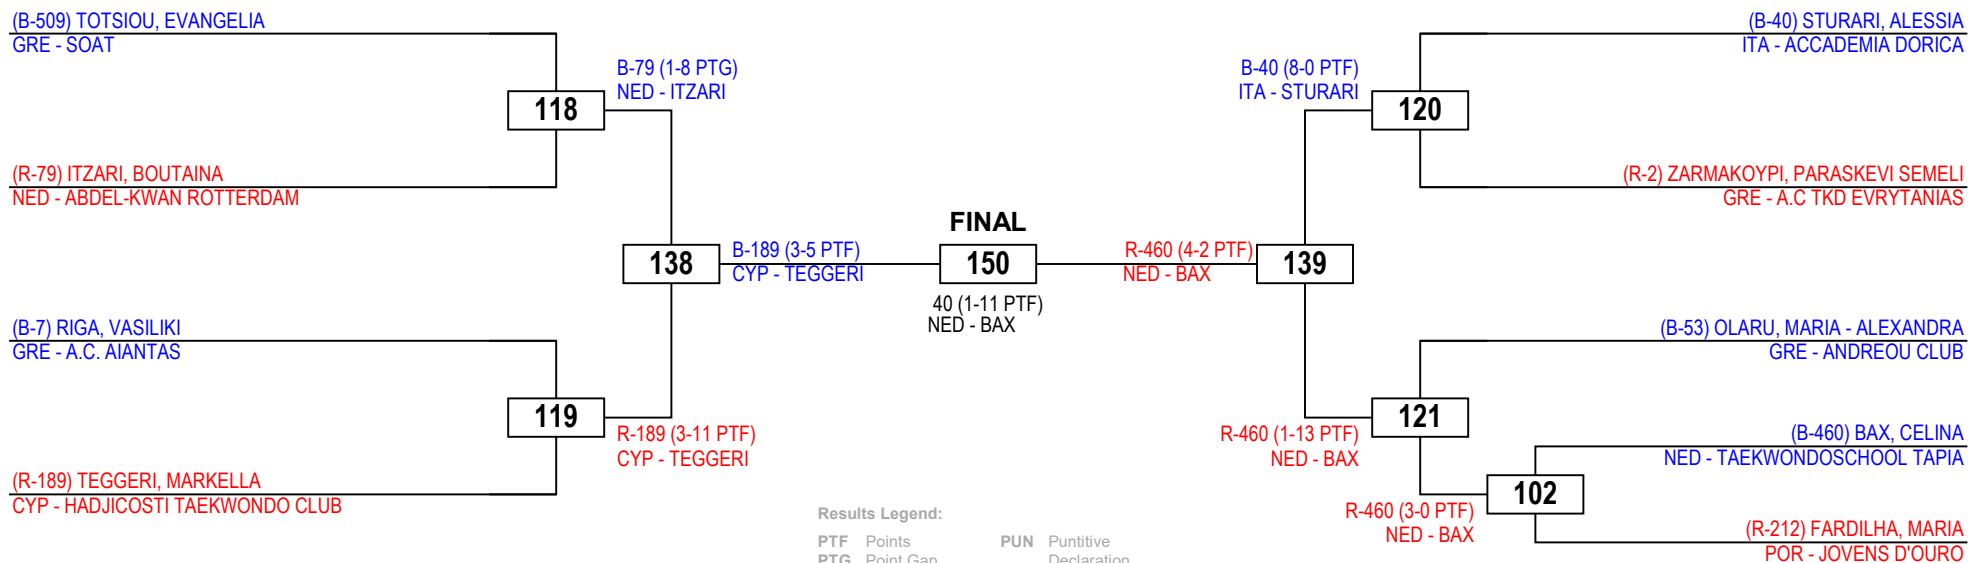 (B-509) TOTSIOU, EVANGELIA
GRE - SOAT
118
B-79 (1-8 PTG)
NED - ITZARI
(R-79) ITZARI, BOUTAINA
NED - ABDEL-KWAN ROTTERDAM
138
B-189 (3-5 PTF)
CYP - TEGGERI
(B-7) RIGA, VASILIKI
GRE - A.C. AIANTAS
119
R-189 (3-11 PTF)
CYP - TEGGERI
(R-189) TEGGERI, MARKELLA
CYP - HADJICOSTI TAEKWONDO CLUB
FINAL
150
40 (1-11 PTF)
NED - BAX
(B-40) STURARI, ALESSIA
ITA - ACCADEMIA DORICA
B-40 (8-0 PTF)
ITA - STURARI
120
(R-2) ZARMAKOYPI, PARASKEVI SEMELI
GRE - A.C TKD EVRYTANIAS
R-460 (4-2 PTF)
NED - BAX
139
(B-53) OLARU, MARIA - ALEXANDRA
GRE - ANDREOU CLUB
121
R-460 (1-13 PTF)
NED - BAX
(B-460) BAX, CELINA
NED - TAEKWONDOSCHOOL TAPIA
102
R-460 (3-0 PTF)
NED - BAX
(R-212) FARDILHA, MARIA
POR - JOVENS D'OURO
Results Legend:
PTF Points
PUN Puntitive
PTG Point Gap
Declaration